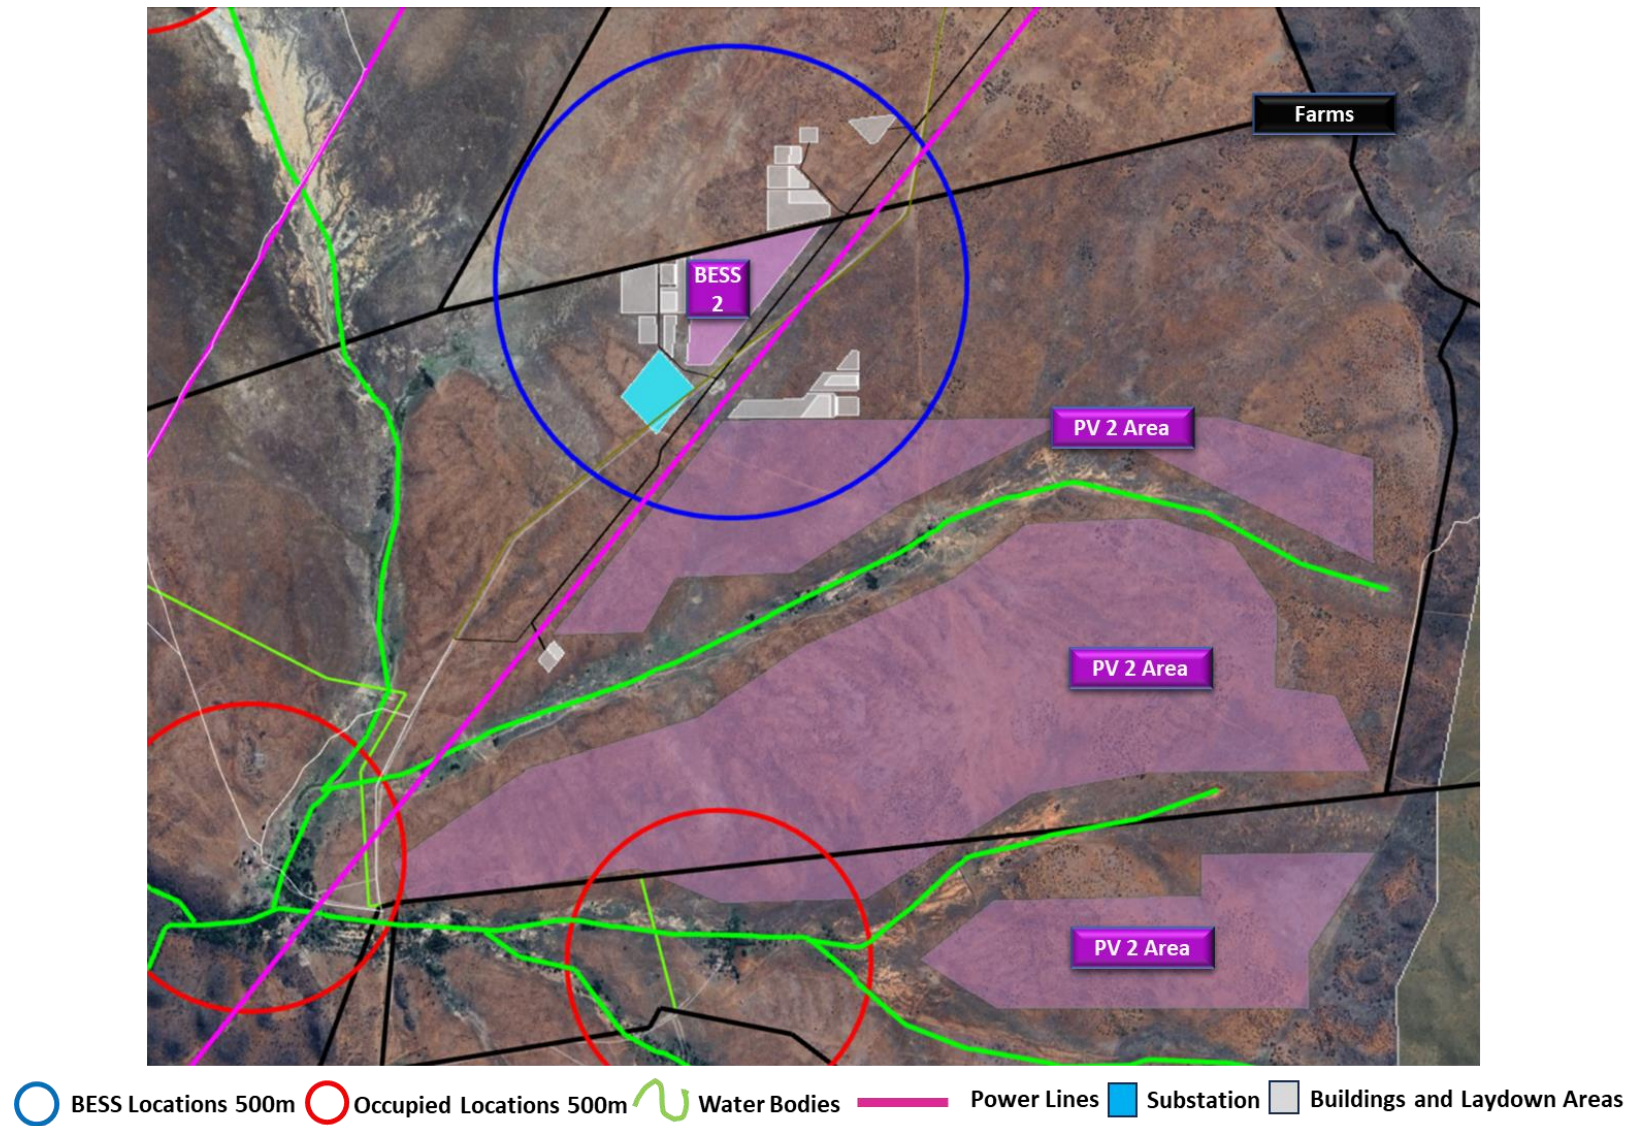 Farms
BESS
2
PV 2 Area
PV 2 Area
PV 2 Area
BESS Locations 500m
Occupied Locations 500m
Water Bodies
Power Lines
Substation
Buildings and Laydown Areas